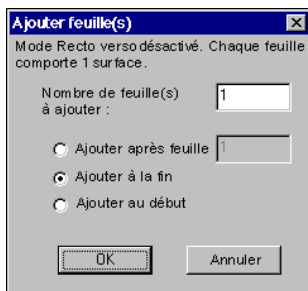 Ajouter feuille(s)
Mode Recto verso désactivé. Chaque feuille
comporte 1 surface.
Nombre de feuille(s)
à ajouter :
1
Ajouter après feuille
1
Ajouter à la fin
Ajouter au début
OK
Annuler